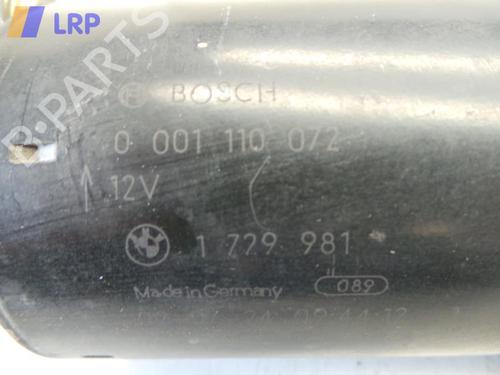 LRP
B-PARTS
BOSCH
0 001 110 072
12V
1 729 981
Made in Germany
089